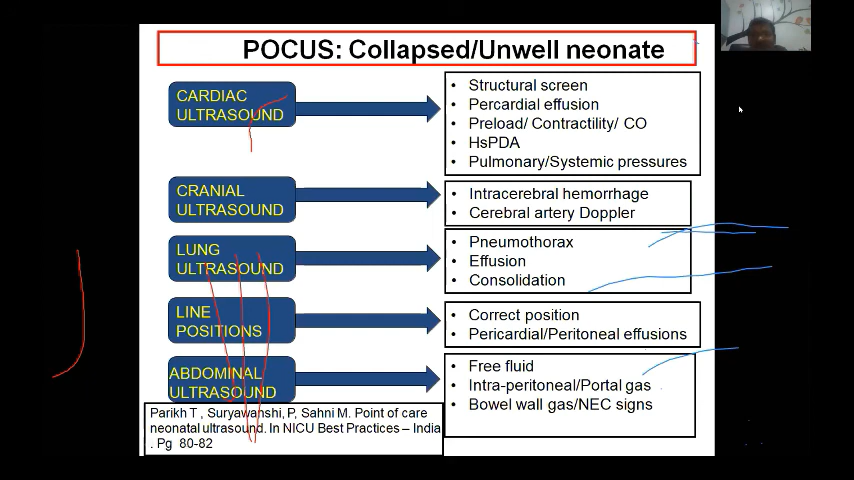 POCUS: Collapsed/Unwell neonate
CARDIAC
ULTRASOUND
• Structural screen
• Percardial effusion
• Preload/ Contractility/ CO
• HsPDA
• Pulmonary/Systemic pressures
CRANIAL
ULTRASOUND
• Intracerebral hemorrhage
• Cerebral artery Doppler
LUNG
ULTRASOUND
• Pneumothorax
• Effusion
• Consolidation
LINE
POSITIONS
• Correct position
• Pericardial/Peritoneal effusions
ABDOMINAL
ULTRASOUND
• Free fluid
• Intra-peritoneal/Portal gas
• Bowel wall gas/NEC signs
Parikh T , Suryawanshi, P, Sahni M. Point of care
neonatal ultrasound. In NICU Best Practices – India
. Pg 80-82